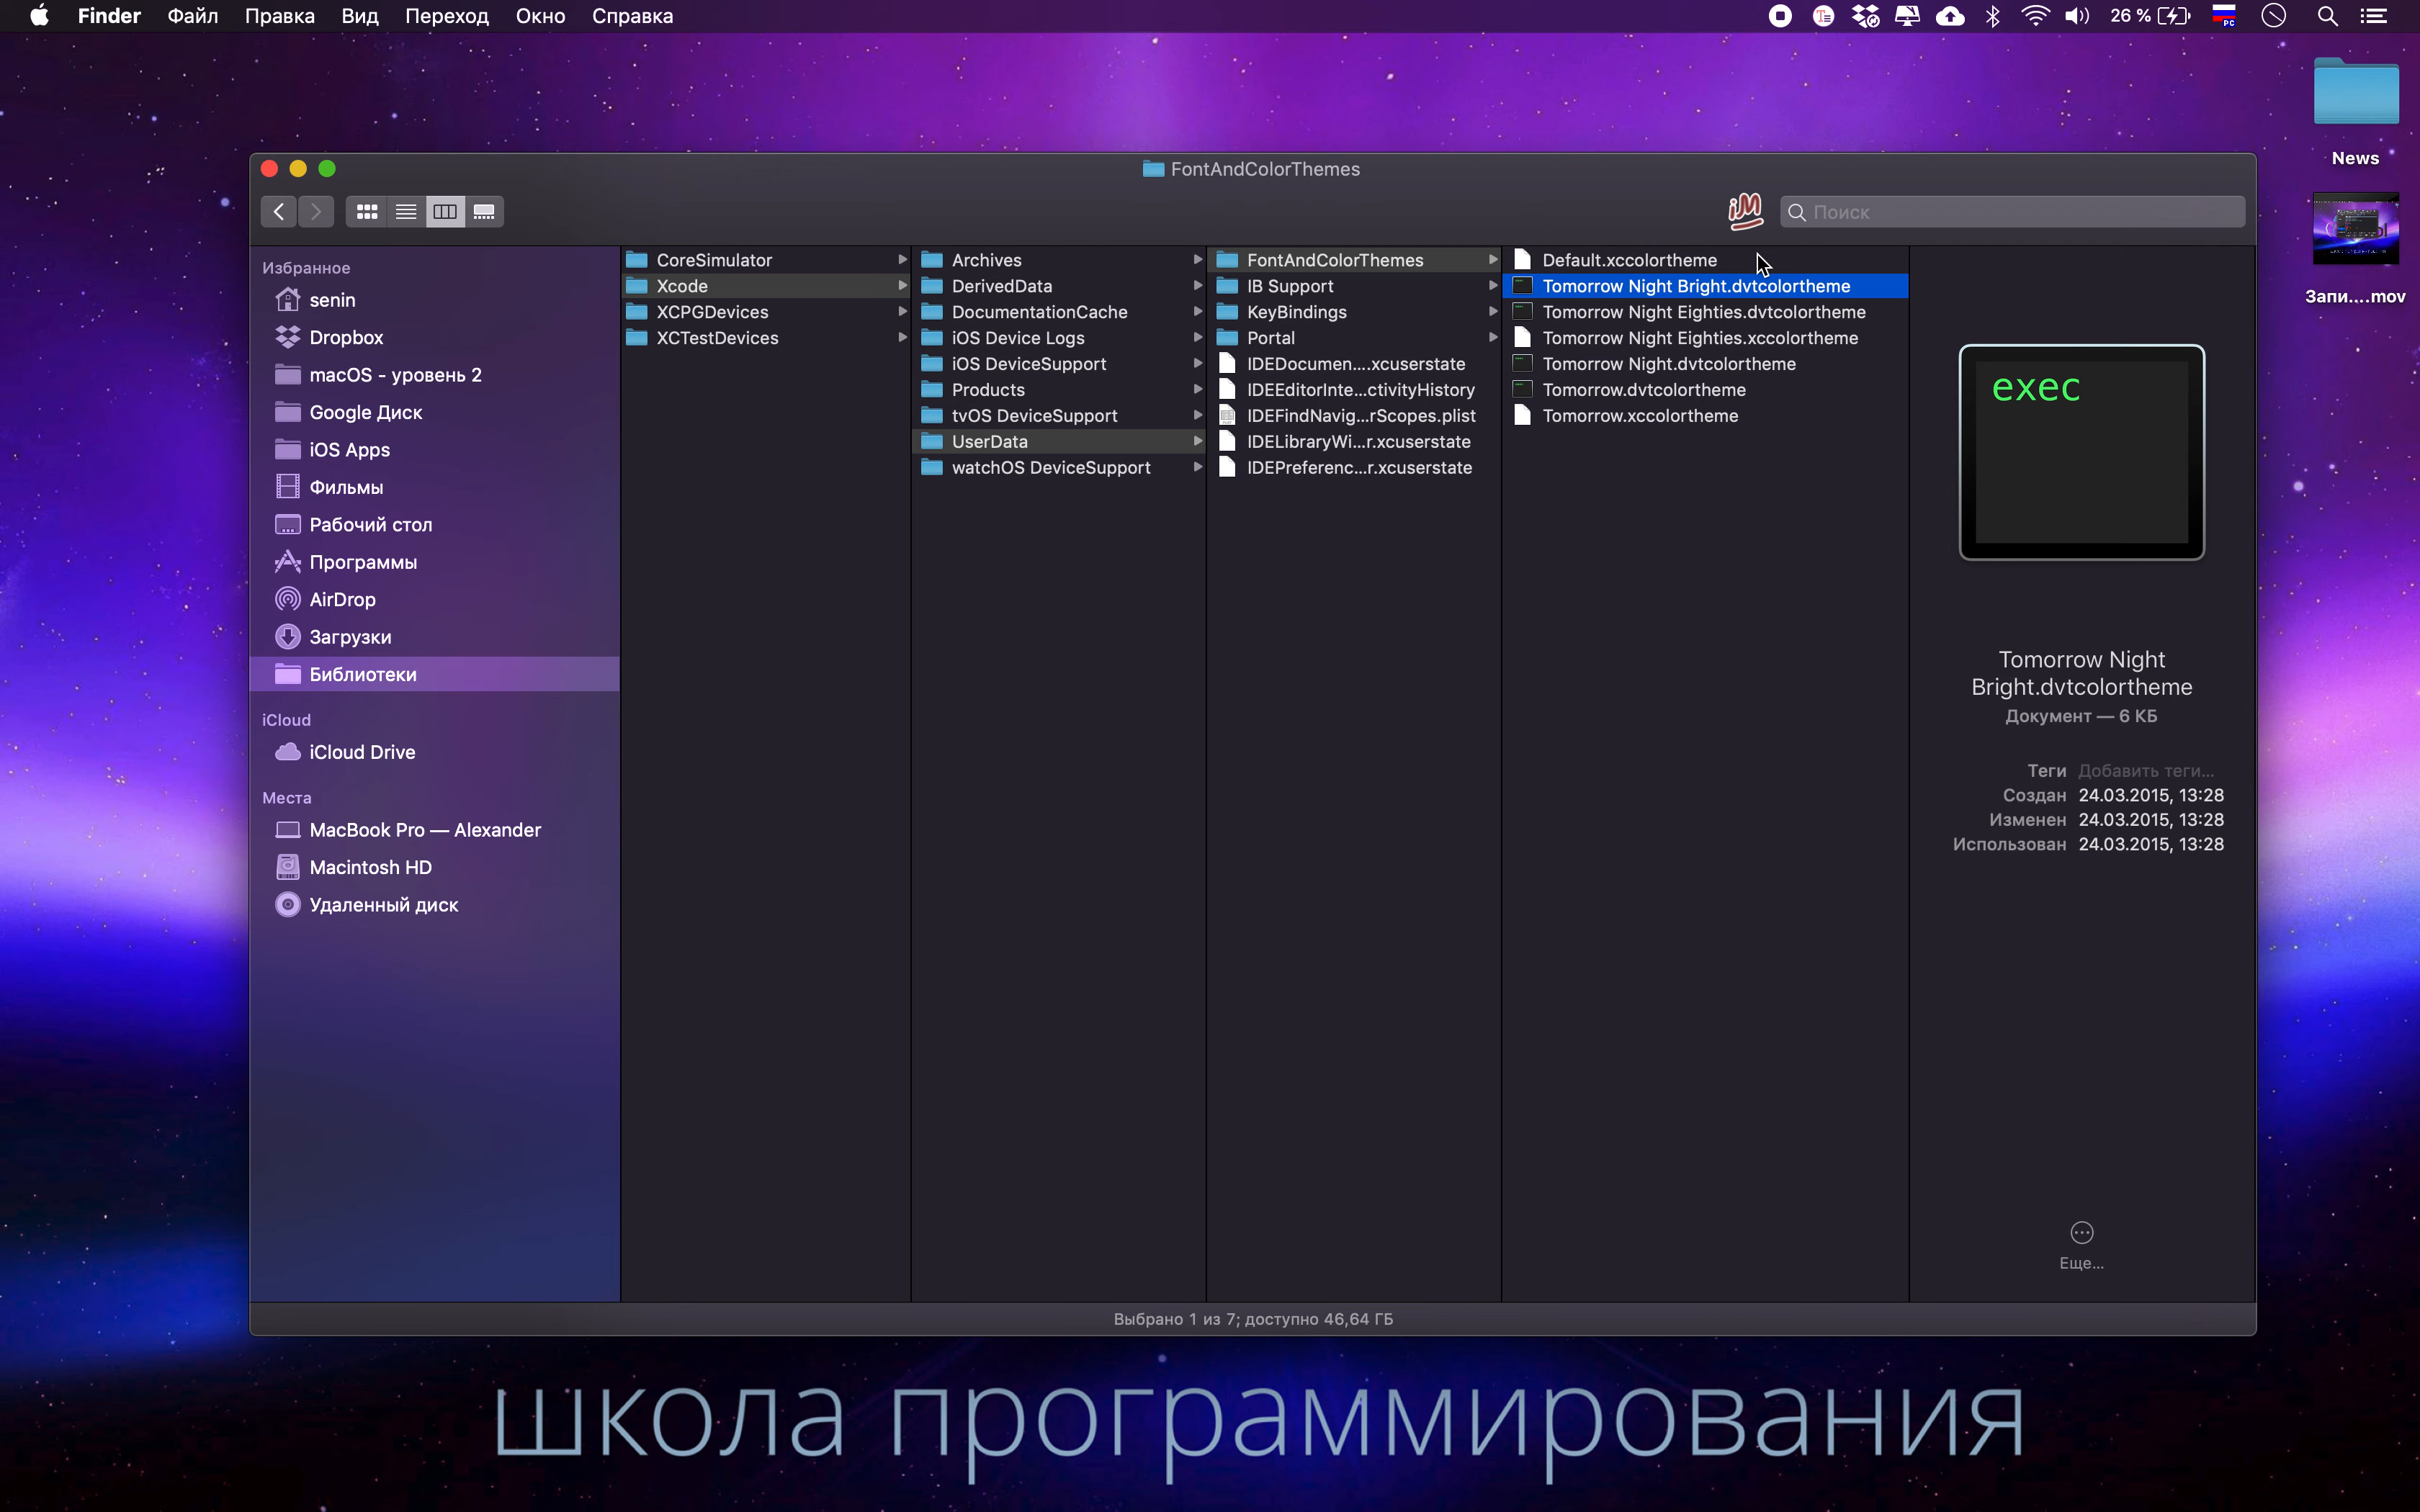 Finder Файл Правка Вид Переход Окно Справка 26 % РС
News
Запи....mov
FontAndColorThemes
Поиск
Избранное
senin
Dropbox
macOS - уровень 2
Google Диск
iOS Apps
Фильмы
Рабочий стол
Программы
AirDrop
Загрузки
Библиотеки
iCloud
iCloud Drive
Места
MacBook Pro — Alexander
Macintosh HD
Удаленный диск
CoreSimulator
Xcode
XCPGDevices
XCTestDevices
Archives
DerivedData
DocumentationCache
iOS Device Logs
iOS DeviceSupport
Products
tvOS DeviceSupport
UserData
watchOS DeviceSupport
FontAndColorThemes
IB Support
KeyBindings
Portal
IDEDocumen....xcuserstate
IDEEditorInte...ctivityHistory
IDEFindNavig...rScopes.plist
IDELibraryWi...r.xcuserstate
IDEPreferenc...r.xcuserstate
Default.xccolortheme
Tomorrow Night Bright.dvtcolortheme
Tomorrow Night Eighties.dvtcolortheme
Tomorrow Night Eighties.xccolortheme
Tomorrow Night.dvtcolortheme
Tomorrow.dvtcolortheme
Tomorrow.xccolortheme
exec
Tomorrow Night
Bright.dvtcolortheme
Документ — 6 КБ
Теги Добавить теги...
Создан 24.03.2015, 13:28
Изменен 24.03.2015, 13:28
Использован 24.03.2015, 13:28
Еще...
Выбрано 1 из 7; доступно 46,64 ГБ
школа программирования